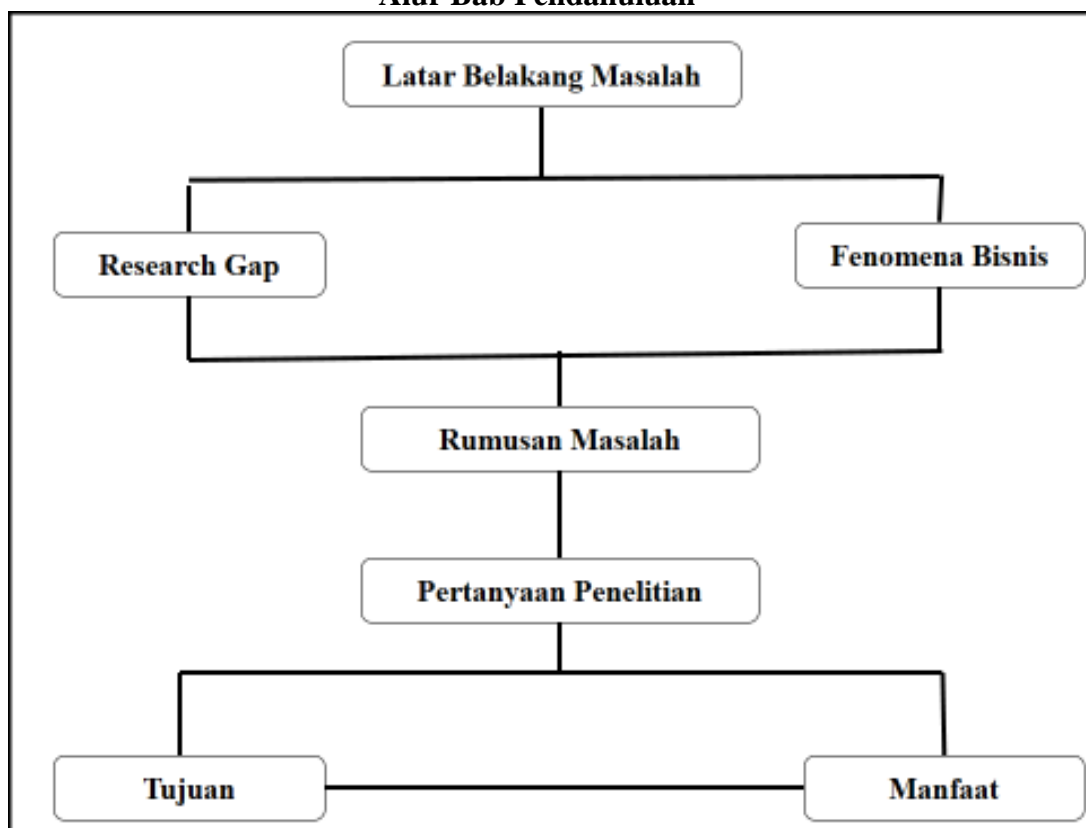 Alur Bab Pendahuluan
Latar Belakang Masalah
Research Gap
Fenomena Bisnis
Rumusan Masalah
Pertanyaan Penelitian
Tujuan
Manfaat